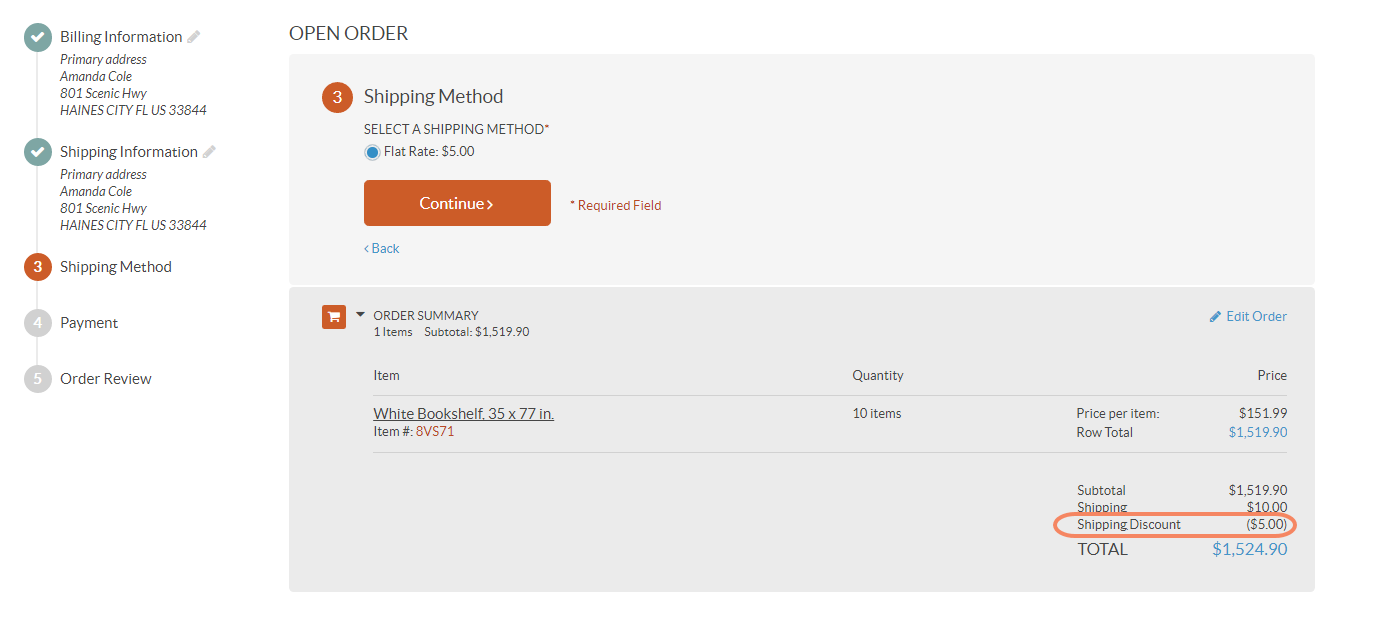 Billing Information
Primary address
Amanda Cole
801 Scenic Hwy
HAINES CITY FL US 33844
Shipping Information
Primary address
Amanda Cole
801 Scenic Hwy
HAINES CITY FL US 33844
3 Shipping Method
4 Payment
5 Order Review
OPEN ORDER
3 Shipping Method
SELECT A SHIPPING METHOD*
Flat Rate: $5.00
Continue › * Required Field
‹ Back
ORDER SUMMARY Edit Order
1 Items Subtotal: $1,519.90
Item Quantity Price
White Bookshelf, 35 x 77 in. 10 items Price per item: $151.99
Item #: 8VS71 Row Total $1,519.90
Subtotal $1,519.90
Shipping $10.00
Shipping Discount ($5.00)
TOTAL $1,524.90